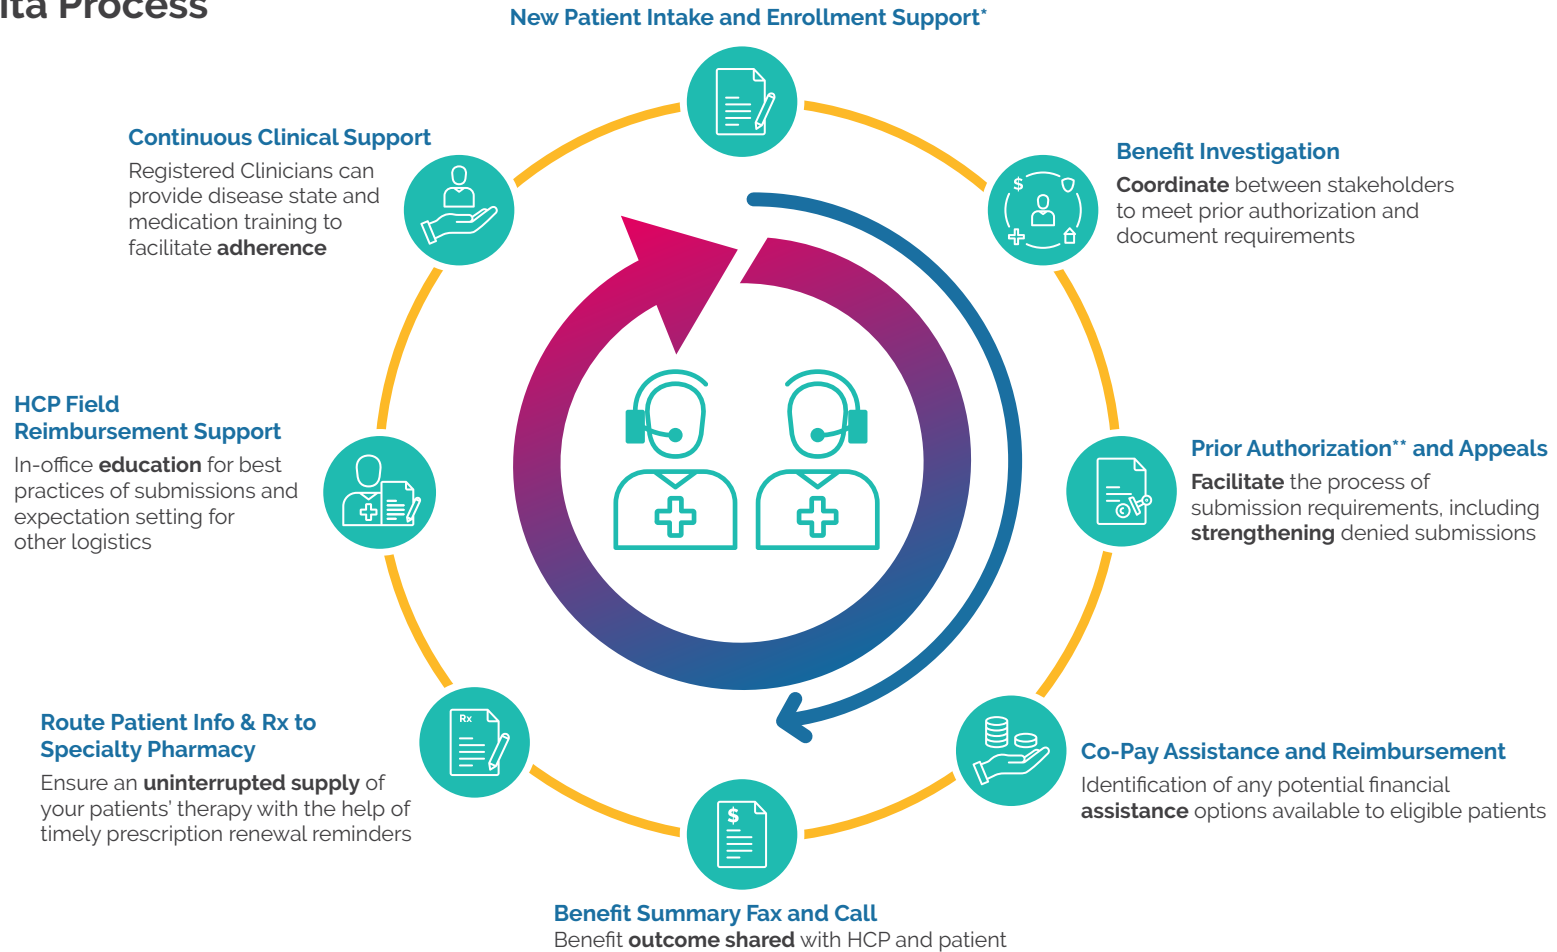 ita Process
New Patient Intake and Enrollment Support*
Benefit Investigation
Coordinate between stakeholders
to meet prior authorization and
document requirements
$
Prior Authorization** and Appeals
Facilitate the process of
submission requirements, including
strengthening denied submissions
Co-Pay Assistance and Reimbursement
Identification of any potential financial
assistance options available to eligible patients
$
Benefit Summary Fax and Call
Benefit outcome shared with HCP and patient
Rx
Route Patient Info & Rx to
Specialty Pharmacy
Ensure an uninterrupted supply of
your patients’ therapy with the help of
timely prescription renewal reminders
HCP Field
Reimbursement Support
In-office education for best
practices of submissions and
expectation setting for
other logistics
Continuous Clinical Support
Registered Clinicians can
provide disease state and
medication training to
facilitate adherence